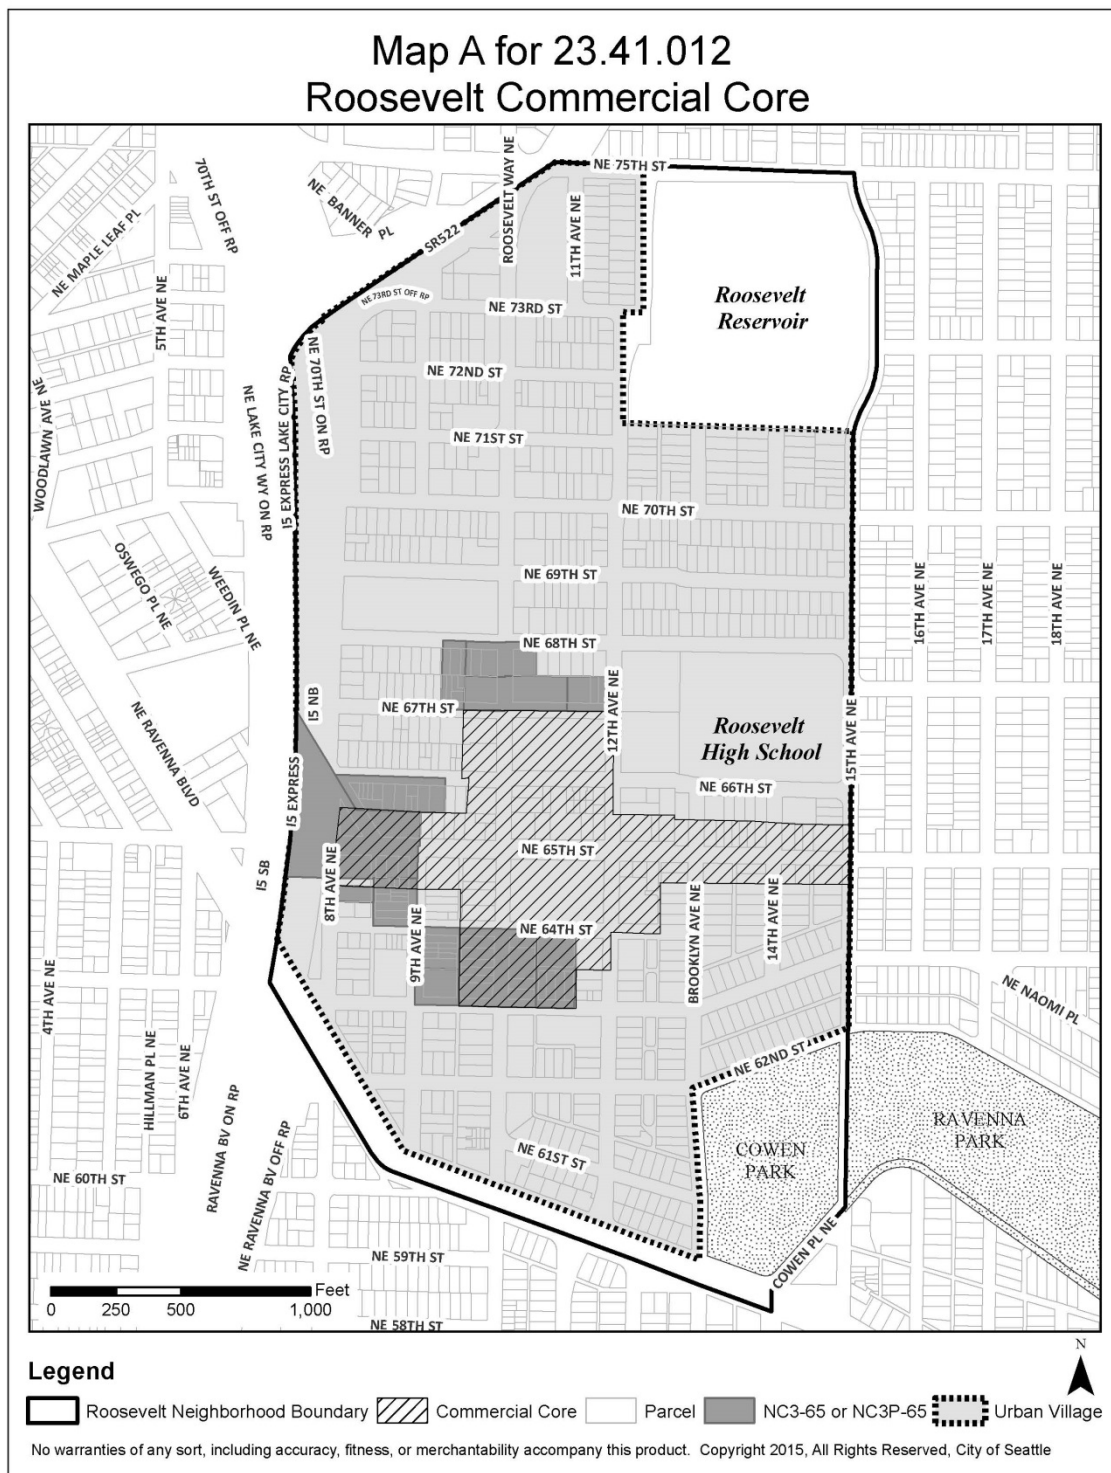 Map A for 23.41.012
Roosevelt Commercial Core
70TH ST OFF RP
NE BANNER PL
ROOSEVELT WAY NE
NE 75TH ST
NE MAPLE LEAF PL
5TH AVE NE
SR522
11TH AVE NE
NE 73RD ST OFF RP
NE 73RD ST
Roosevelt
Reservoir
NE 72ND ST
NE 70TH ST ON RP
WOODLAWN AVE NE
NE LAKE CITY WY ON RP
I5 EXPRESS LAKE CITY RP
NE 71ST ST
NE 70TH ST
OSWEGO PL NE
WEEDIN PL NE
NE 69TH ST
16TH AVE NE
17TH AVE NE
18TH AVE NE
NE 68TH ST
NE RAVENNA BLVD
I5 NB
NE 67TH ST
12TH AVE NE
Roosevelt
High School
15TH AVE NE
I5 EXPRESS
NE 66TH ST
NE 65TH ST
I5 SB
8TH AVE NE
9TH AVE NE
NE 64TH ST
BROOKLYN AVE NE
14TH AVE NE
4TH AVE NE
HILLMAN PL NE
6TH AVE NE
NE NAOMI PL
NE 62ND ST
RAVENNA
PARK
COWEN
PARK
NE 61ST ST
NE 60TH ST
RAVENNA BV ON RP
NE RAVENNA BV OFF RP
NE 59TH ST
COWEN PL NE
Feet
0 250 500 1,000
NE 58TH ST
N
Legend
Roosevelt Neighborhood Boundary Commercial Core Parcel NC3-65 or NC3P-65 Urban Village
No warranties of any sort, including accuracy, fitness, or merchantability accompany this product. Copyright 2015, All Rights Reserved, City of Seattle